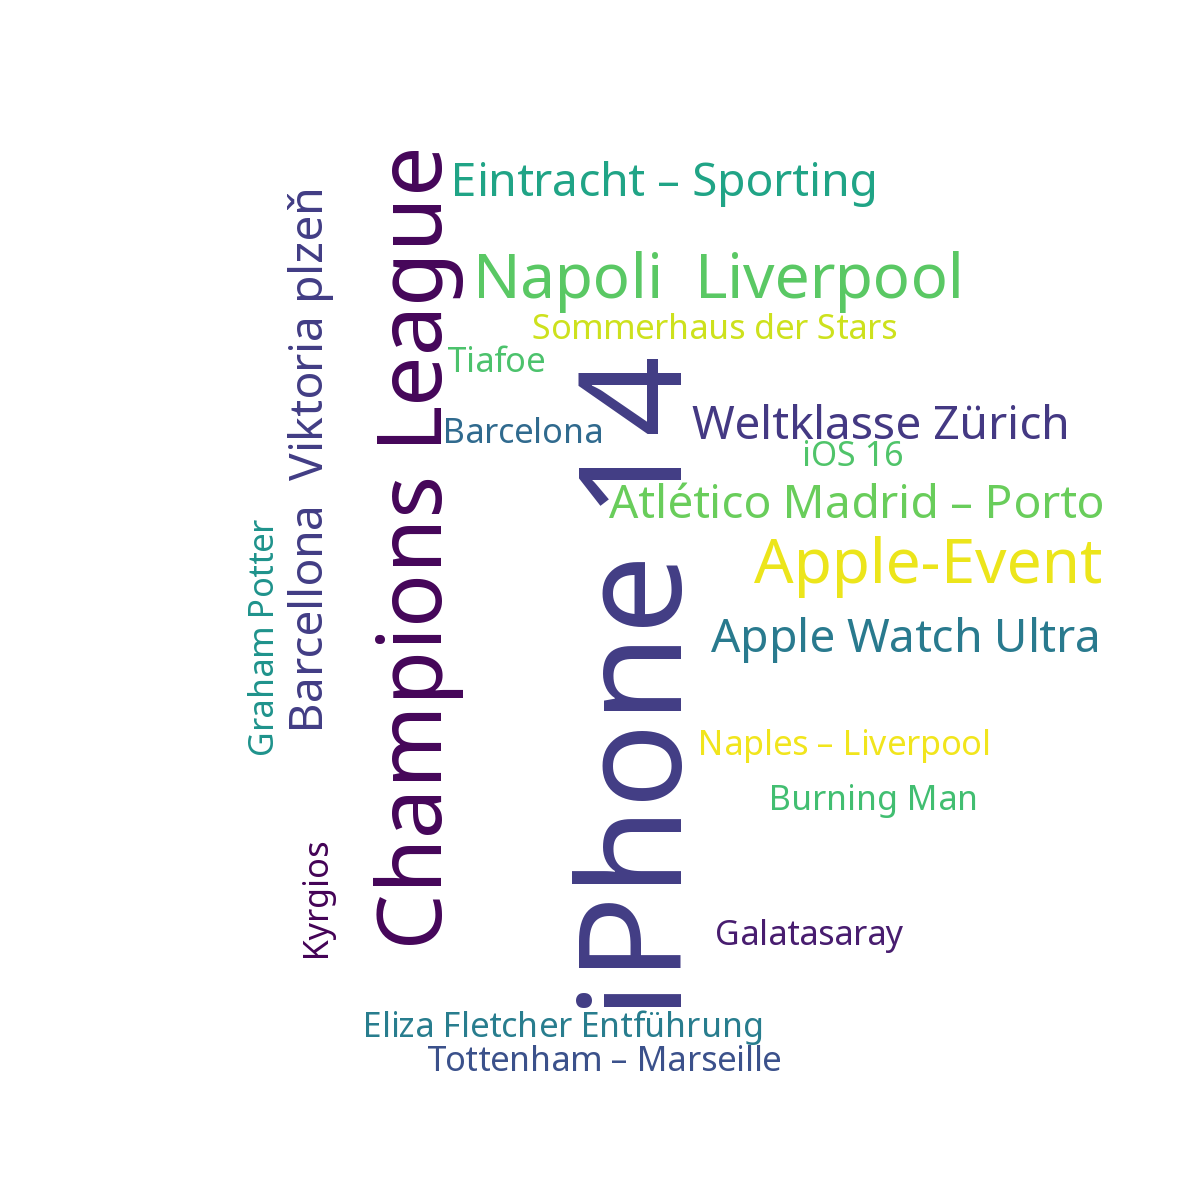 Eintracht – Sporting
Napoli  Liverpool
Sommerhaus der Stars
Tiafoe
Barcelona
Weltklasse Zürich
iOS 16
Atlético Madrid – Porto
Apple-Event
Apple Watch Ultra
Naples – Liverpool
Burning Man
Galatasaray
Eliza Fletcher Entführung
Tottenham – Marseille
Graham Potter
Barcellona  Viktoria plzeň
Kyrgios
Champions League
iPhone 14